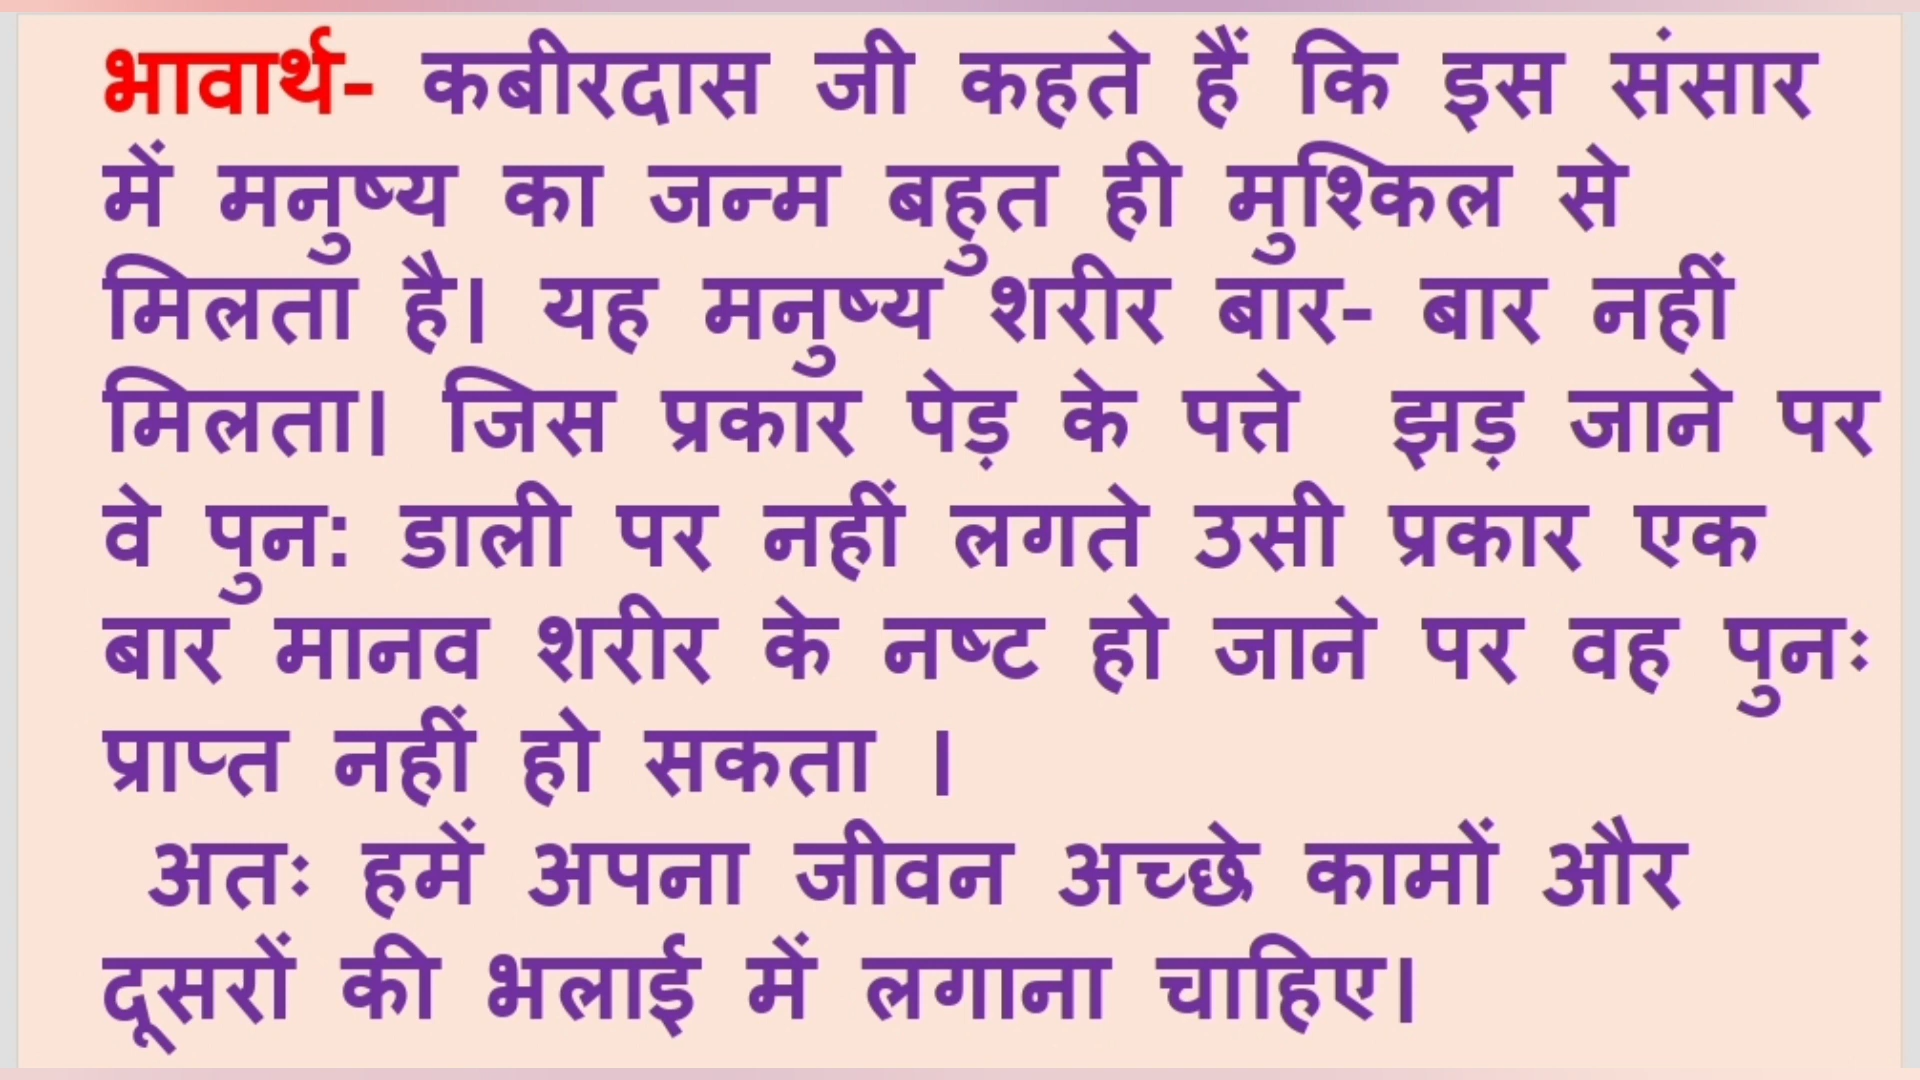 भावार्थ- कबीरदास जी कहते हैं कि इस संसार
में मनुष्य का जन्म बहुत ही मुश्किल से
मिलता है। यह मनुष्य शरीर बार- बार नहीं
मिलता। जिस प्रकार पेड़ के पत्ते झड़ जाने पर
वे पुन: डाली पर नहीं लगते उसी प्रकार एक
बार मानव शरीर के नष्ट हो जाने पर वह पुनः
प्राप्त नहीं हो सकता ।
अतः हमें अपना जीवन अच्छे कामों और
दूसरों की भलाई में लगाना चाहिए।